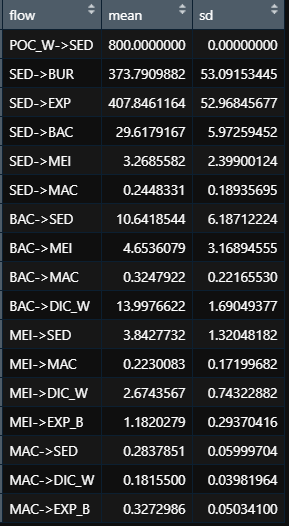 flow mean sd
POC_W->SED 800.0000000 0.00000000
SED->BUR 373.7909882 53.09153445
SED->EXP 407.8461164 52.96845677
SED->BAC 29.6179167 5.97259452
SED->MEI 3.2685582 2.39900124
SED->MAC 0.2448331 0.18935695
BAC->SED 10.6418544 6.18712224
BAC->MEI 4.6536079 3.16894555
BAC->MAC 0.3247922 0.22165530
BAC->DIC_W 13.9976622 1.69049377
MEI->SED 3.8427732 1.32048182
MEI->MAC 0.2230083 0.17199682
MEI->DIC_W 2.6743567 0.74322882
MEI->EXP_B 1.1820279 0.29370416
MAC->SED 0.2837851 0.05999704
MAC->DIC_W 0.1815500 0.03981964
MAC->EXP_B 0.3272986 0.05034100